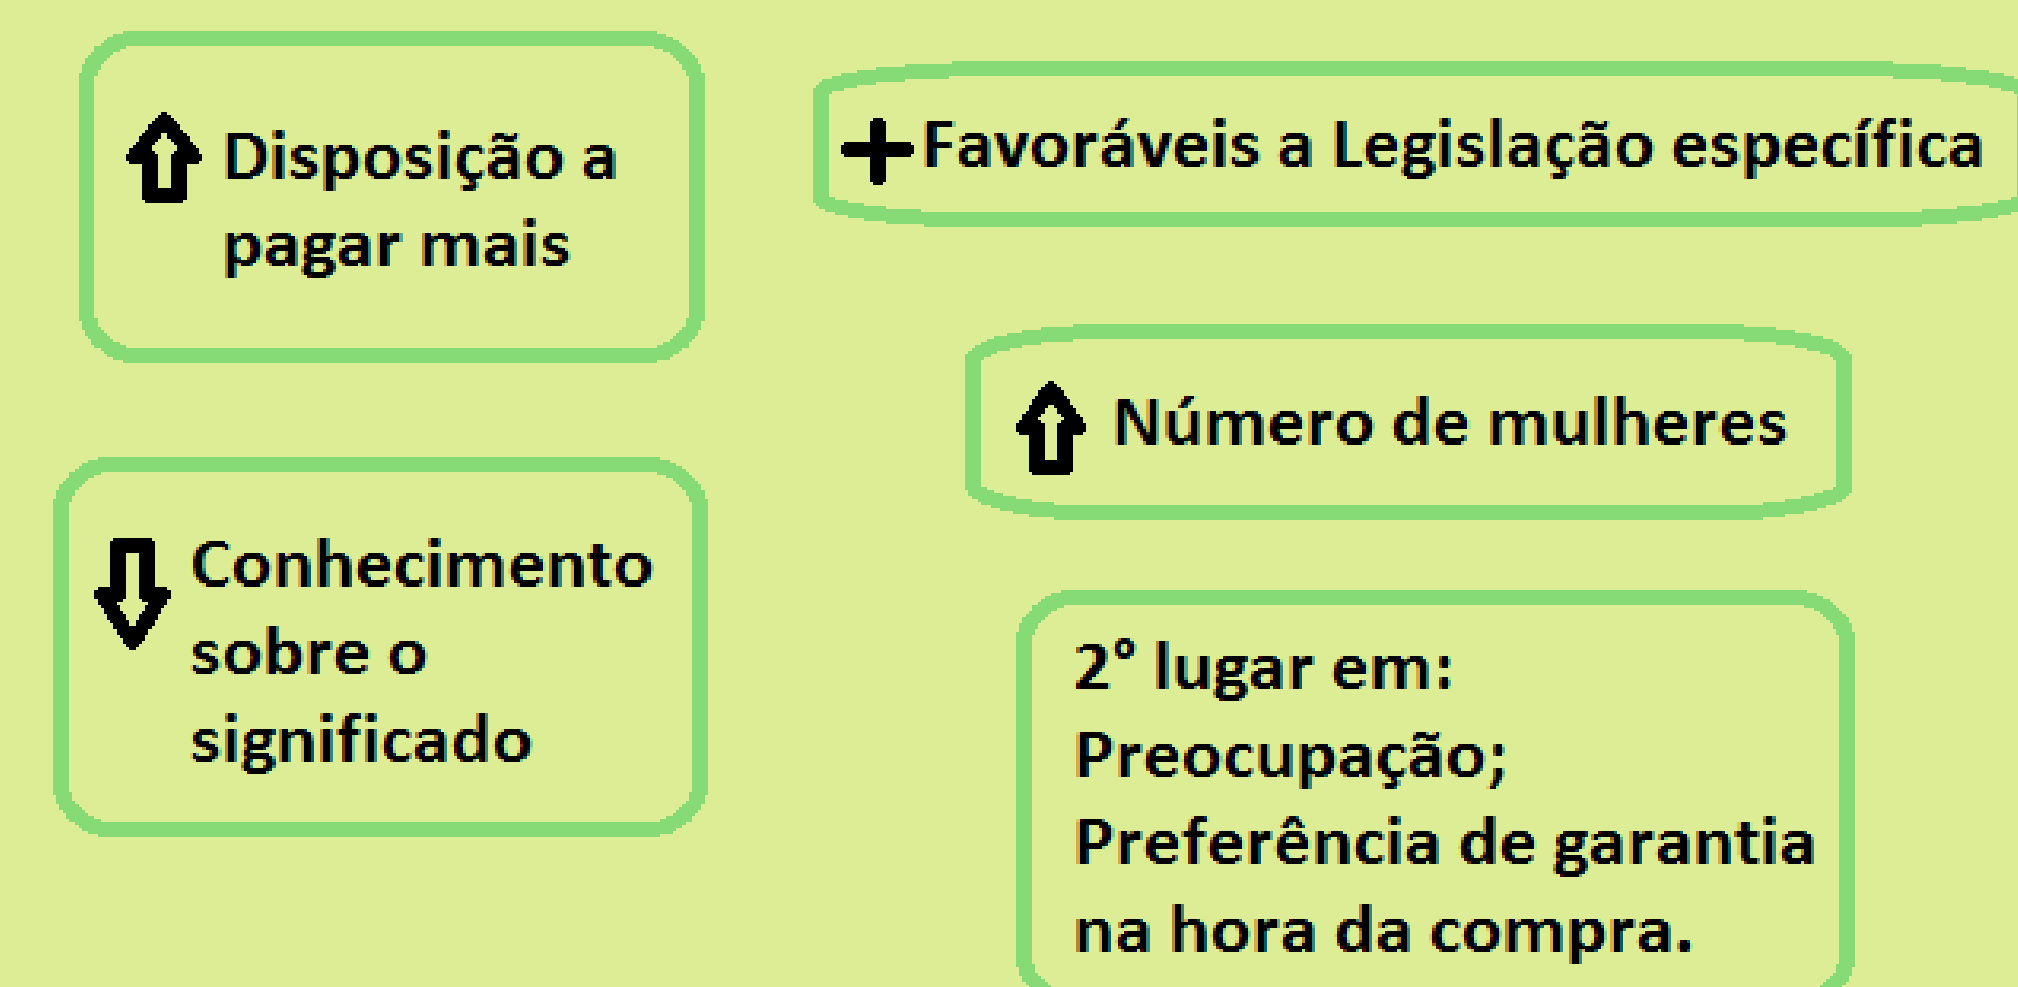 Disposição a
pagar mais
+Favoráveis a Legislação específica
Número de mulheres
Conhecimento
sobre o
significado
2° lugar em:
Preocupação;
Preferência de garantia
na hora da compra.